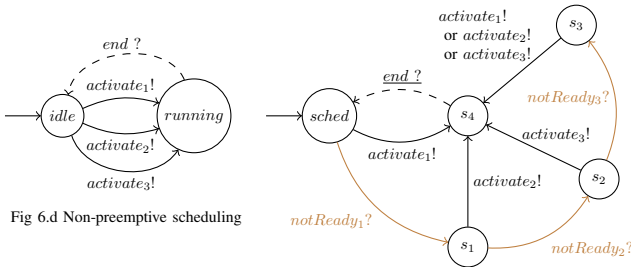 end ?
activate₁!
idle
running
activate₂!
activate₃!
Fig 6.d Non-preemptive scheduling
activate₁!
or activate₂!
or activate₃!
s₃
end ?
notReady₃?
sched
s₄
activate₃!
activate₁!
activate₂!
s₂
notReady₁?
s₁
notReady₂?